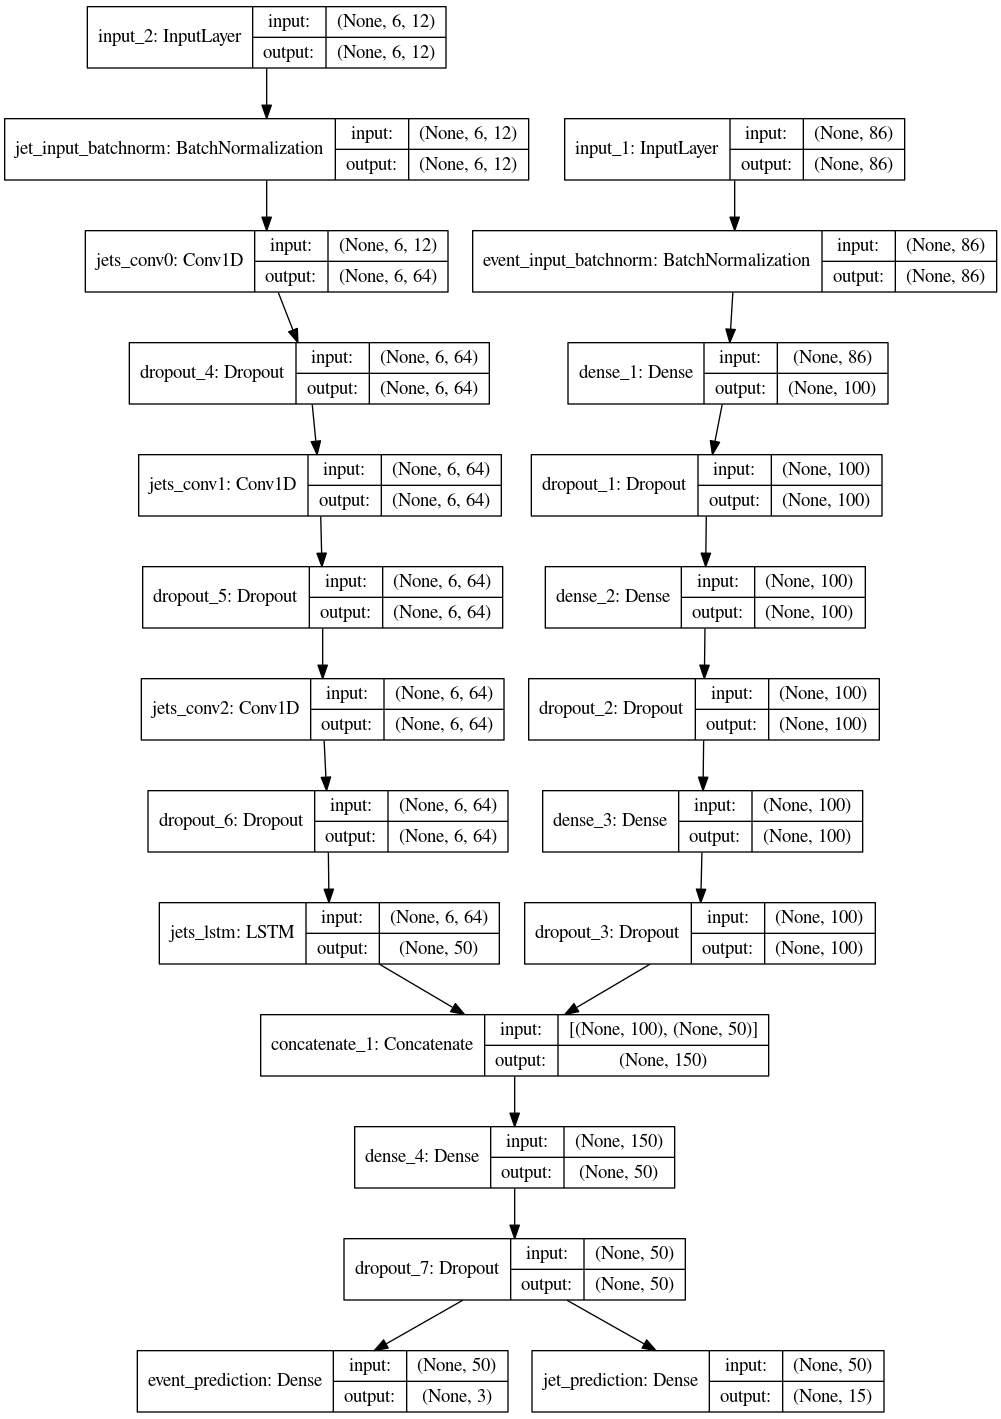 input_2: InputLayer
input: (None, 6, 12)
output: (None, 6, 12)
jet_input_batchnorm: BatchNormalization
input: (None, 6, 12)
output: (None, 6, 12)
input_1: InputLayer
input: (None, 86)
output: (None, 86)
jets_conv0: Conv1D
input: (None, 6, 12)
output: (None, 6, 64)
event_input_batchnorm: BatchNormalization
input: (None, 86)
output: (None, 86)
dropout_4: Dropout
input: (None, 6, 64)
output: (None, 6, 64)
dense_1: Dense
input: (None, 86)
output: (None, 100)
jets_conv1: Conv1D
input: (None, 6, 64)
output: (None, 6, 64)
dropout_1: Dropout
input: (None, 100)
output: (None, 100)
dropout_5: Dropout
input: (None, 6, 64)
output: (None, 6, 64)
dense_2: Dense
input: (None, 100)
output: (None, 100)
jets_conv2: Conv1D
input: (None, 6, 64)
output: (None, 6, 64)
dropout_2: Dropout
input: (None, 100)
output: (None, 100)
dropout_6: Dropout
input: (None, 6, 64)
output: (None, 6, 64)
dense_3: Dense
input: (None, 100)
output: (None, 100)
jets_lstm: LSTM
input: (None, 6, 64)
output: (None, 50)
dropout_3: Dropout
input: (None, 100)
output: (None, 100)
concatenate_1: Concatenate
input: [(None, 100), (None, 50)]
output: (None, 150)
dense_4: Dense
input: (None, 150)
output: (None, 50)
dropout_7: Dropout
input: (None, 50)
output: (None, 50)
event_prediction: Dense
input: (None, 50)
output: (None, 3)
jet_prediction: Dense
input: (None, 50)
output: (None, 15)